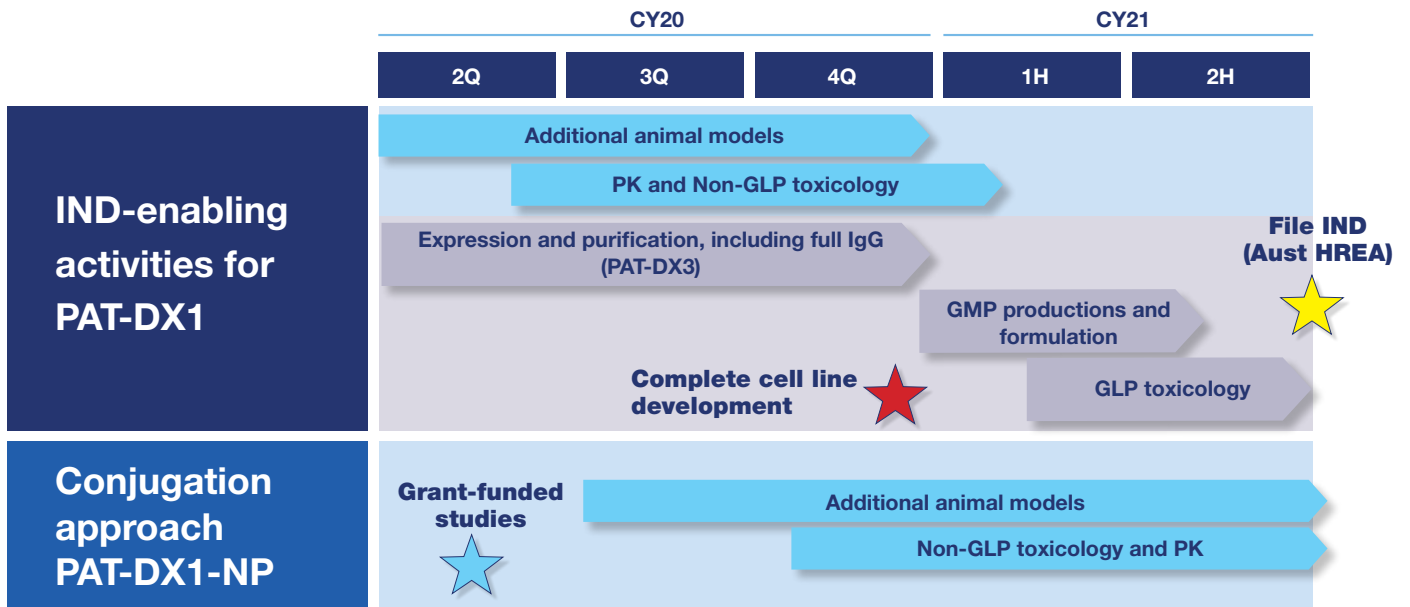 CY20
CY21
2Q
3Q
4Q
1H
2H
IND-enabling
activities for
PAT-DX1
Additional animal models
PK and Non-GLP toxicology
Expression and purification, including full IgG
(PAT-DX3)
File IND
(Aust HREA)
GMP productions and
formulation
Complete cell line
development
GLP toxicology
Conjugation
approach
PAT-DX1-NP
Grant-funded
studies
Additional animal models
Non-GLP toxicology and PK